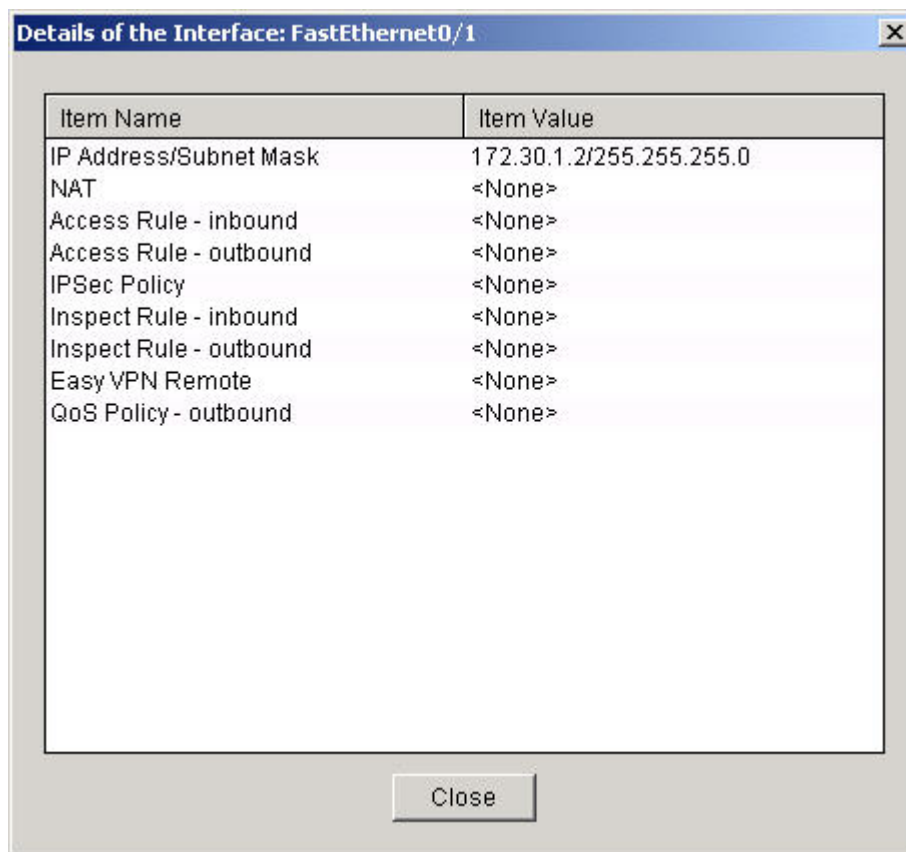 Details of the Interface: FastEthernet0/1
Item Name Item Value
IP Address/Subnet Mask 172.30.1.2/255.255.255.0
NAT <None>
Access Rule - inbound <None>
Access Rule - outbound <None>
IPSec Policy <None>
Inspect Rule - inbound <None>
Inspect Rule - outbound <None>
Easy VPN Remote <None>
QoS Policy - outbound <None>
Close